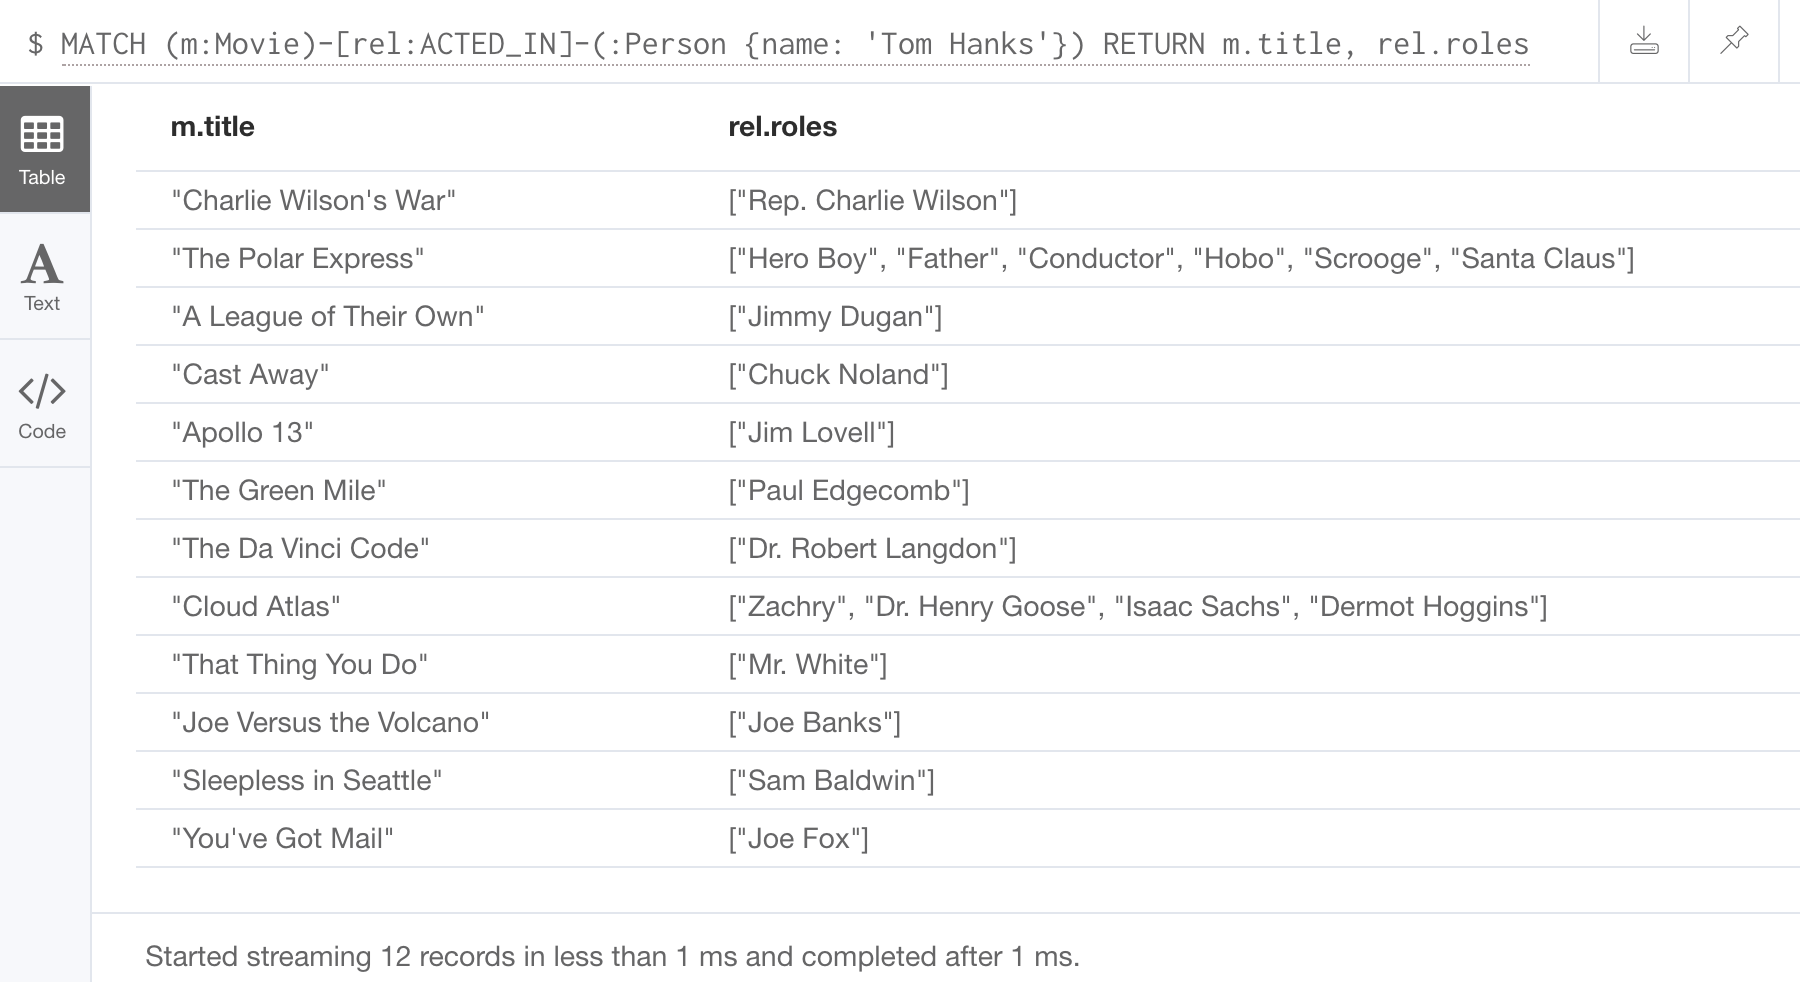 $ MATCH (m:Movie)-[rel:ACTED_IN]-(:Person {name: 'Tom Hanks'}) RETURN m.title, rel.roles
Table
Text
Code
m.title rel.roles
"Charlie Wilson's War" ["Rep. Charlie Wilson"]
"The Polar Express" ["Hero Boy", "Father", "Conductor", "Hobo", "Scrooge", "Santa Claus"]
"A League of Their Own" ["Jimmy Dugan"]
"Cast Away" ["Chuck Noland"]
"Apollo 13" ["Jim Lovell"]
"The Green Mile" ["Paul Edgecomb"]
"The Da Vinci Code" ["Dr. Robert Langdon"]
"Cloud Atlas" ["Zachry", "Dr. Henry Goose", "Isaac Sachs", "Dermot Hoggins"]
"That Thing You Do" ["Mr. White"]
"Joe Versus the Volcano" ["Joe Banks"]
"Sleepless in Seattle" ["Sam Baldwin"]
"You've Got Mail" ["Joe Fox"]
Started streaming 12 records in less than 1 ms and completed after 1 ms.